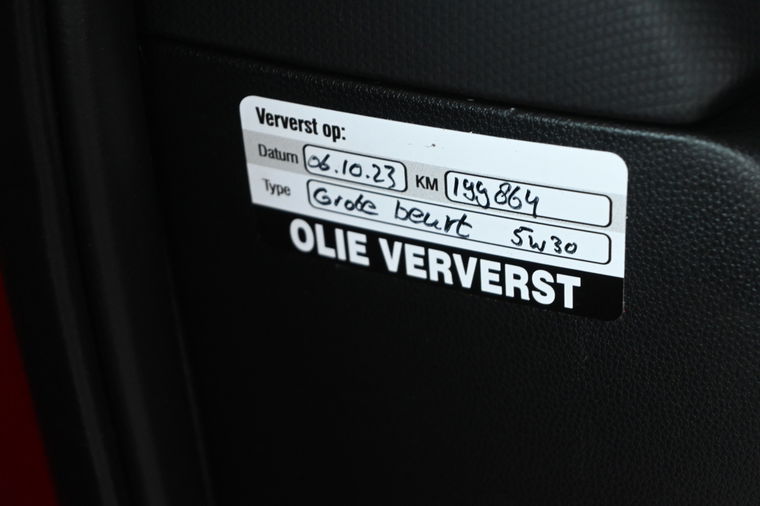 Ververst op:
Datum 06.10.23 KM 199864
Type Grote beurt 5w30
OLIE VERVERST